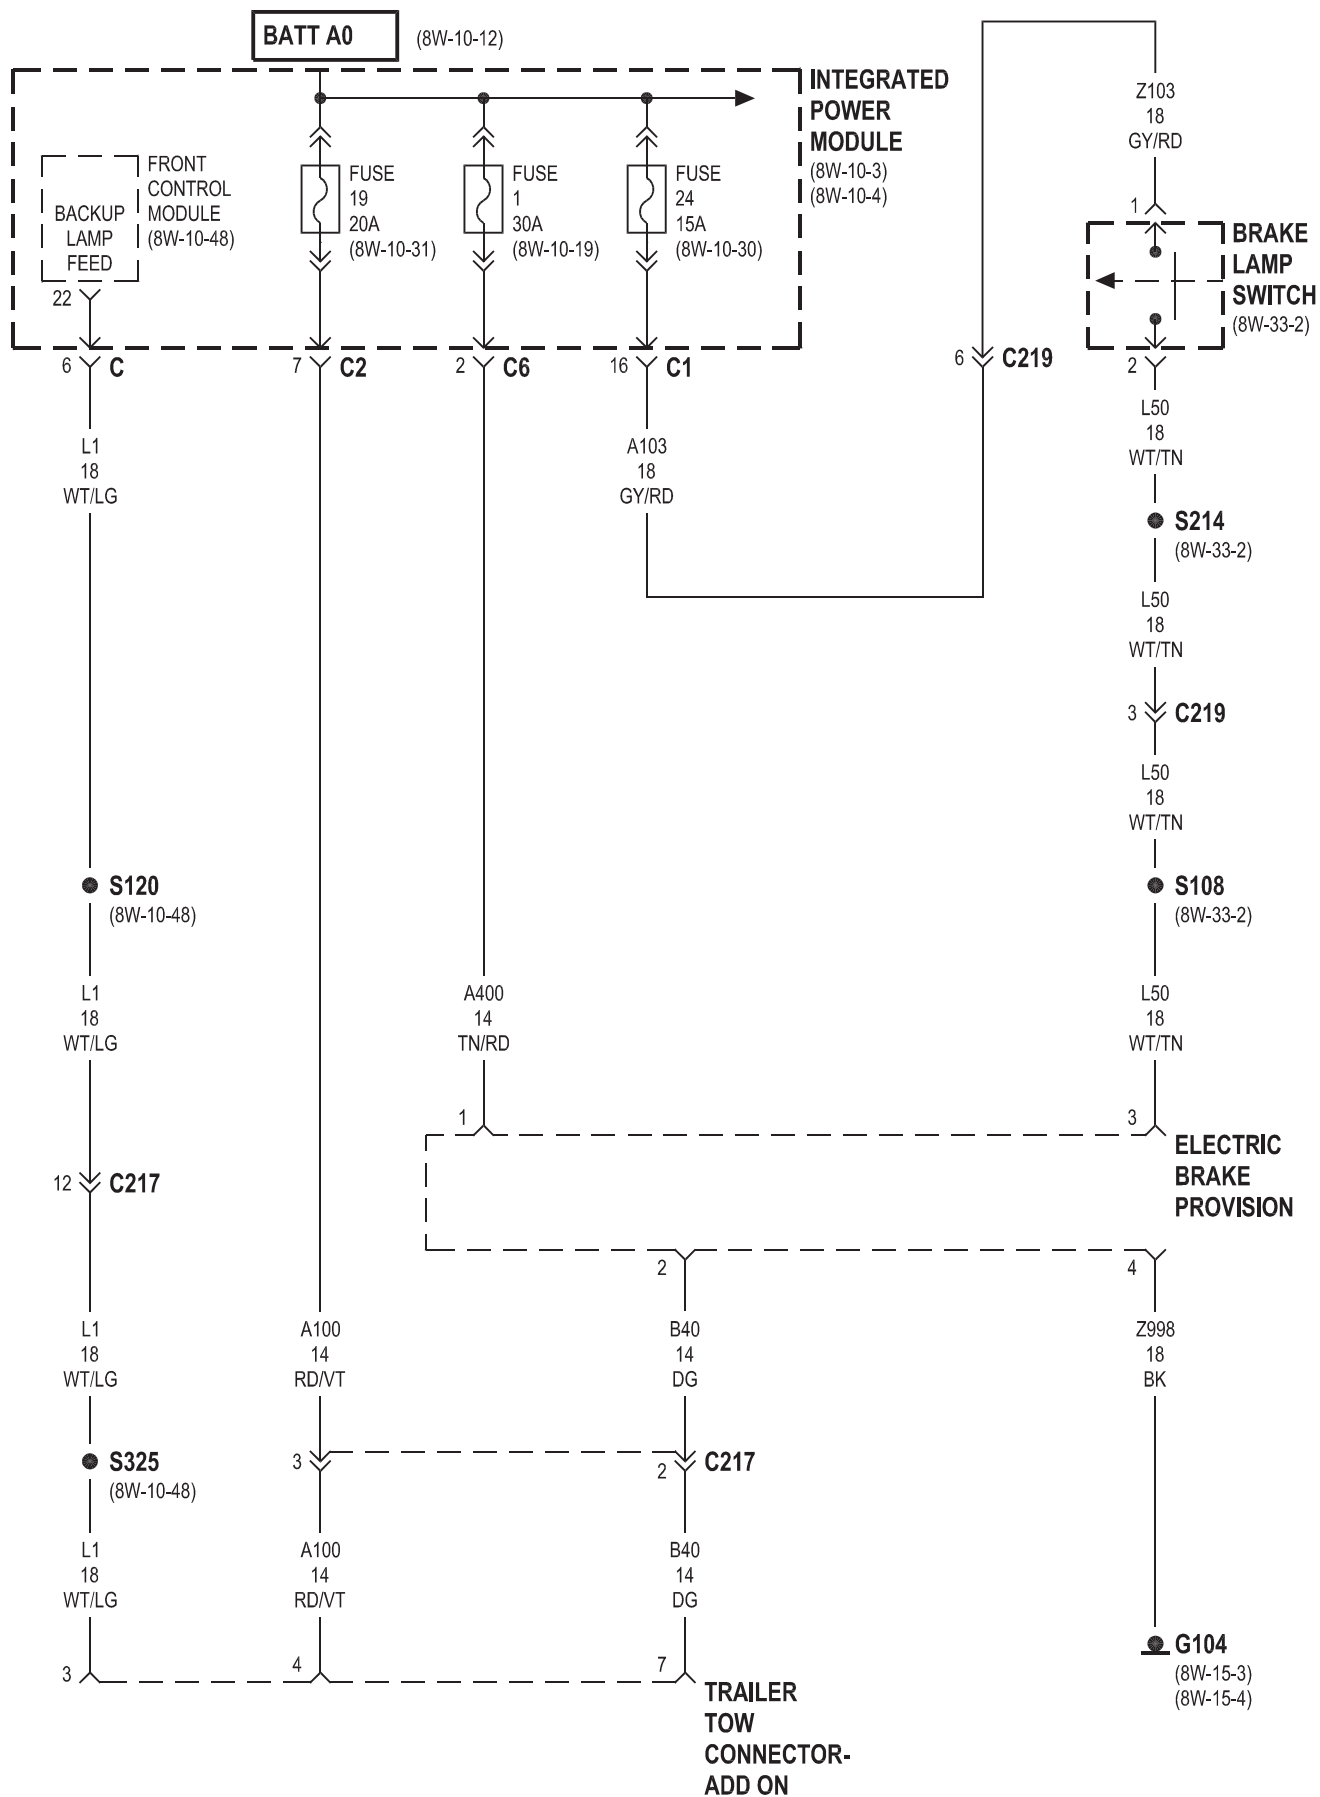 BATT A0
(8W-10-12)
INTEGRATED
POWER
MODULE
(8W-10-3)
(8W-10-4)
FRONT
CONTROL
MODULE
(8W-10-48)
BACKUP
LAMP
FEED
22
FUSE
19
20A
(8W-10-31)
FUSE
1
30A
(8W-10-19)
FUSE
24
15A
(8W-10-30)
Z103
18
GY/RD
1
BRAKE
LAMP
SWITCH
(8W-33-2)
6 C
7 C2
2 C6
16 C1
6 C219
2
L1
18
WT/LG
A103
18
GY/RD
L50
18
WT/TN
S214
(8W-33-2)
L50
18
WT/TN
3 C219
L50
18
WT/TN
S120
(8W-10-48)
S108
(8W-33-2)
L1
18
WT/LG
A400
14
TN/RD
L50
18
WT/TN
1
3
ELECTRIC
BRAKE
PROVISION
12 C217
2
4
L1
18
WT/LG
A100
14
RD/VT
B40
14
DG
Z998
18
BK
S325
(8W-10-48)
3
2 C217
L1
18
WT/LG
A100
14
RD/VT
B40
14
DG
G104
(8W-15-3)
(8W-15-4)
3
4
7
TRAILER
TOW
CONNECTOR-
ADD ON